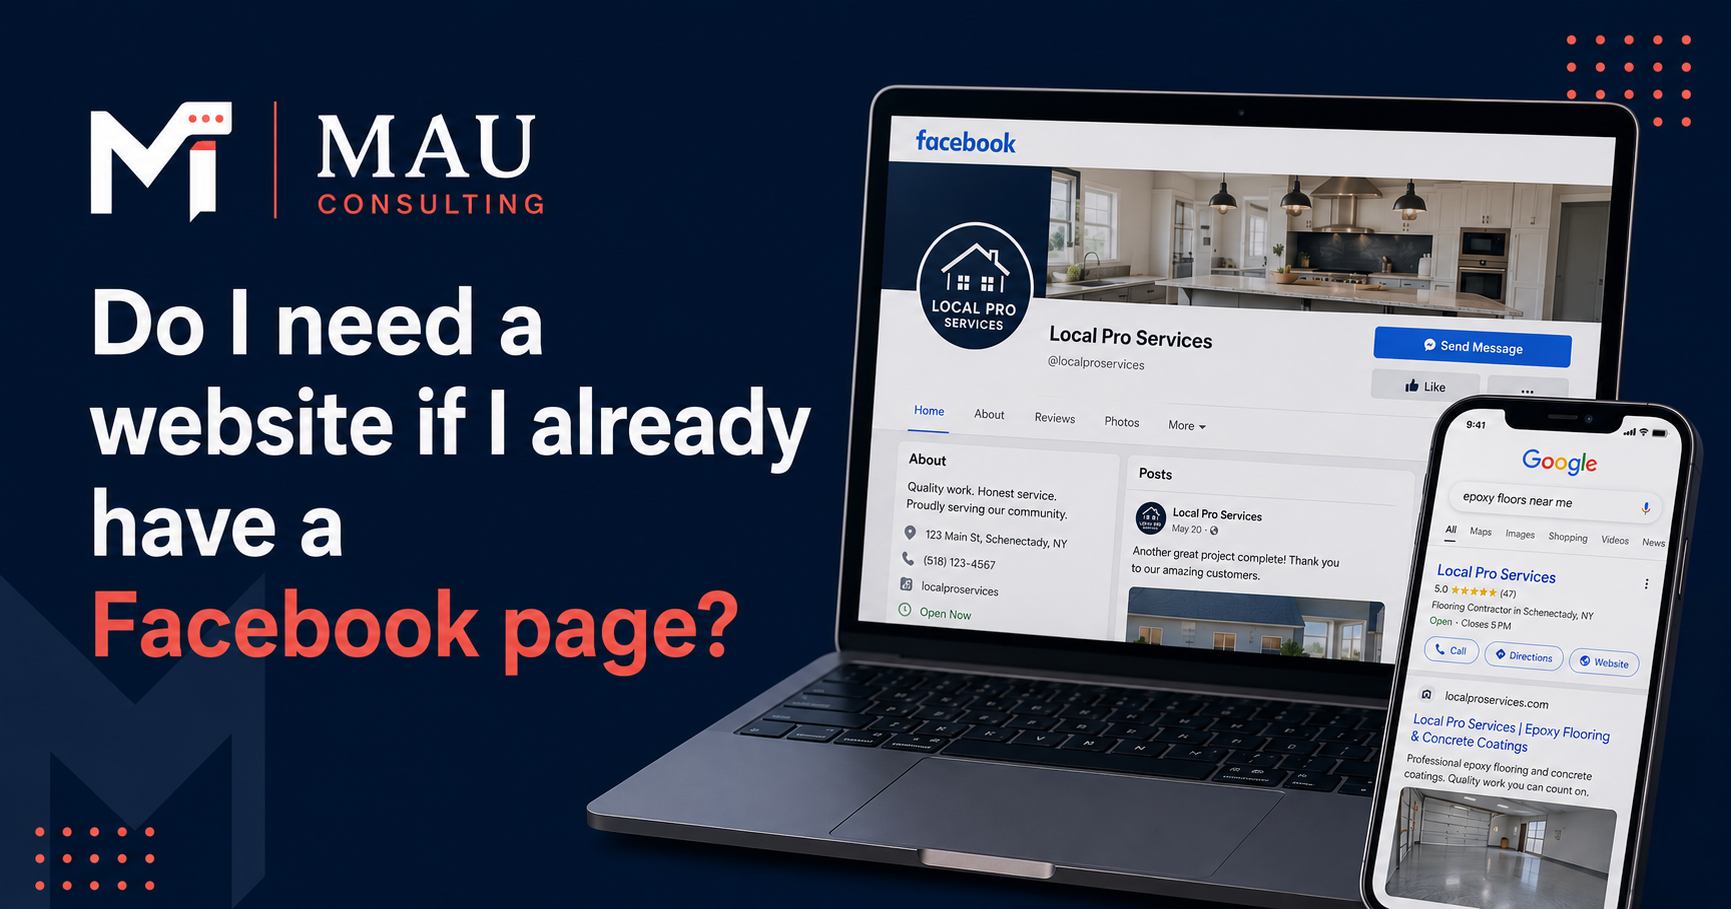 MAU
CONSULTING
Do I need a
website if I already
have a
Facebook page?
facebook
LOCAL PRO
SERVICES
Local Pro Services
@localproservices
Send Message
Like
...
Home
About
Reviews
Photos
More
About
Quality work. Honest service.
Proudly serving our community.
123 Main St, Schenectady, NY
(518) 123-4567
localproservices
Open Now
Posts
Local Pro Services
May 20 ·
Another great project complete! Thank you
to our amazing customers.
9:41
Google
epoxy floors near me
All
Maps
Images
Shopping
Videos
News
Local Pro Services
5.0 ★★★★★ (47)
Flooring Contractor in Schenectady, NY
Open · Closes 5 PM
Call
Directions
Website
localproservices.com
Local Pro Services | Epoxy Flooring
& Concrete Coatings
Professional epoxy flooring and concrete
coatings. Quality work you can count on.